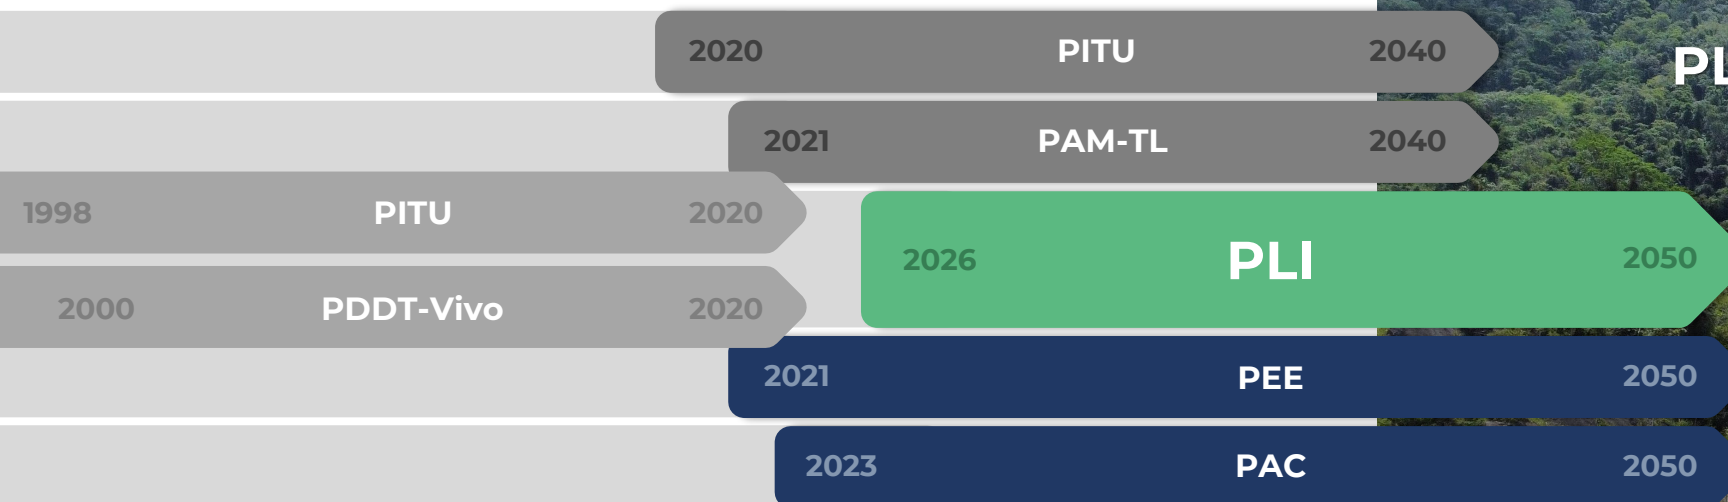 2020 PITU 2040
PL
2021 PAM-TL 2040
1998 PITU 2020
2026 PLI 2050
2000 PDDT-Vivo 2020
2021 PEE 2050
2023 PAC 2050